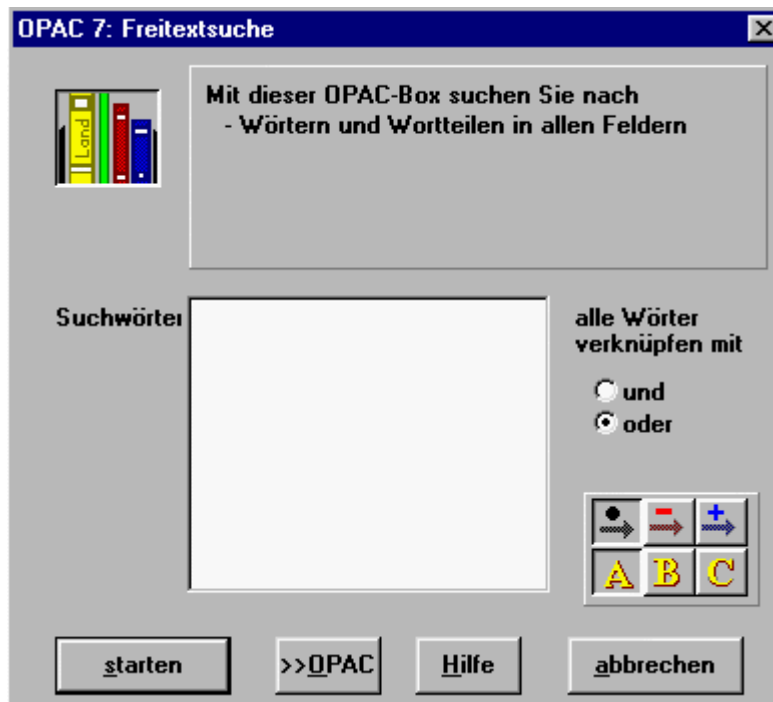 OPAC 7: Freitextsuche
Land
Mit dieser OPAC-Box suchen Sie nach
- Wörtern und Wortteilen in allen Feldern
Suchwörter
alle Wörter
verknüpfen mit
und
oder
A B C
starten >>OPAC Hilfe abbrechen